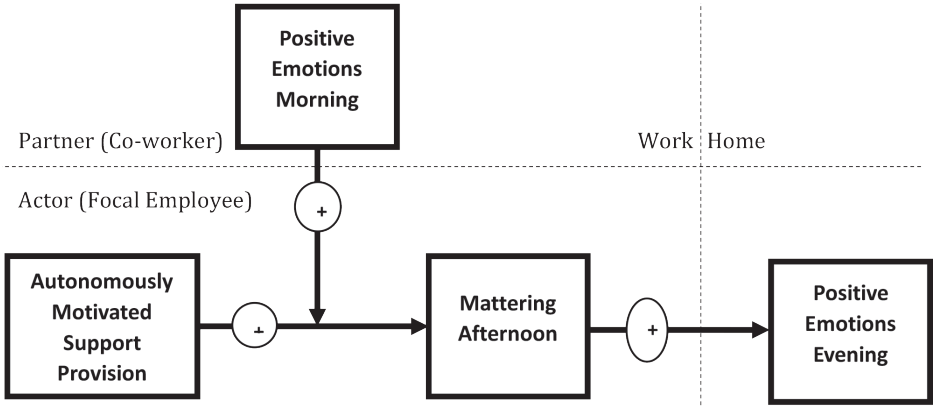 Positive
Emotions
Morning
Partner (Co-worker)
Work
Home
+
Actor (Focal Employee)
Autonomously
Motivated
Support
Provision
+
Mattering
Afternoon
+
Positive
Emotions
Evening